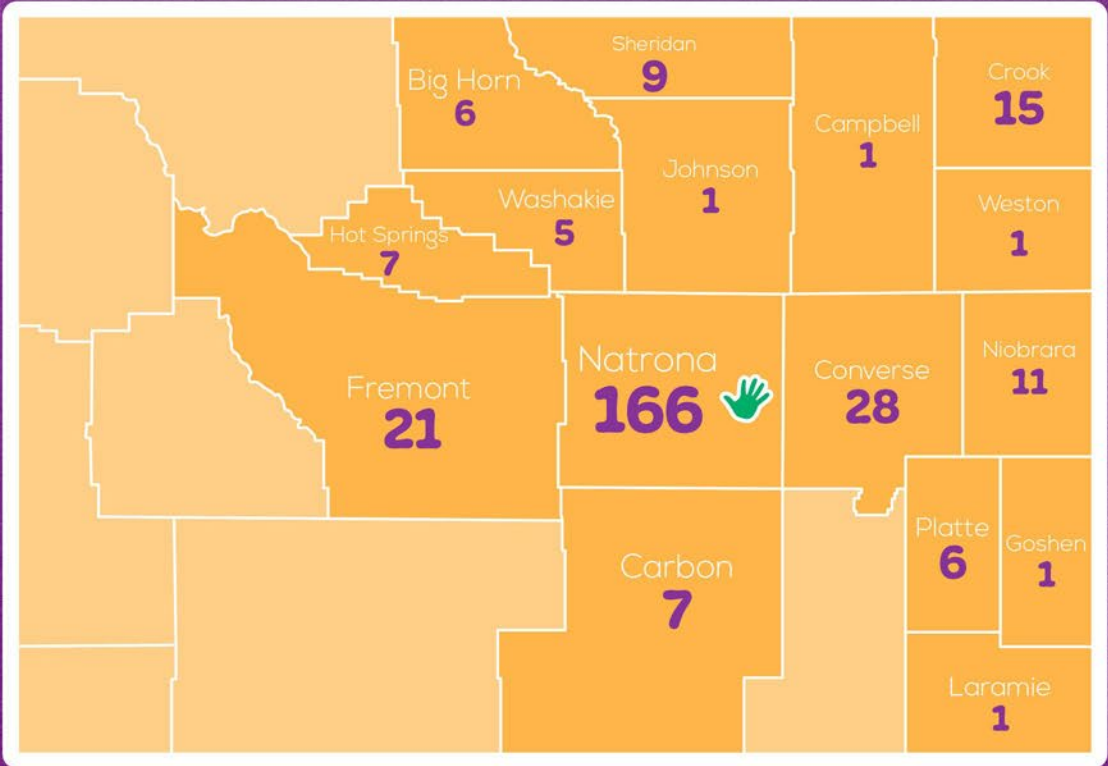 Sheridan
9
Big Horn
6
Crook
15
Campbell
1
Johnson
1
Washakie
5
Weston
1
Hot Springs
7
Natrona
166
Converse
28
Niobrara
11
Fremont
21
Platte
6
Goshen
1
Carbon
7
Laramie
1